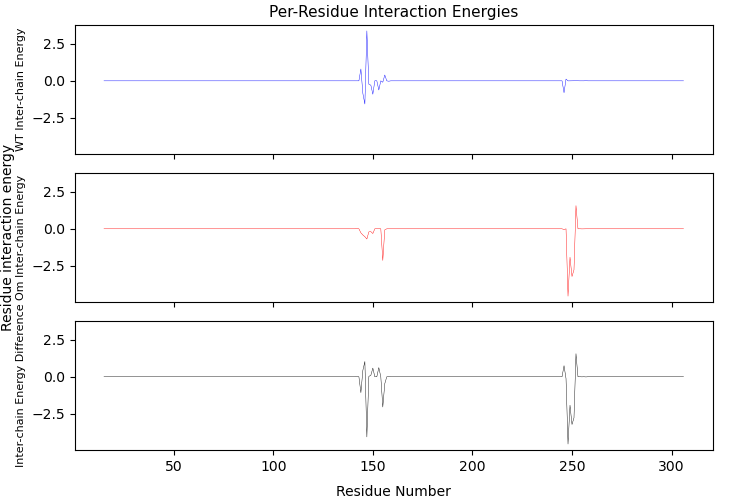 Per-Residue Interaction Energies
WT Inter-chain Energy
2.5
0.0
−2.5
Residue interaction energy
Om Inter-chain Energy
2.5
0.0
−2.5
Inter-chain Energy Difference
2.5
0.0
−2.5
50
100
150
200
250
300
Residue Number